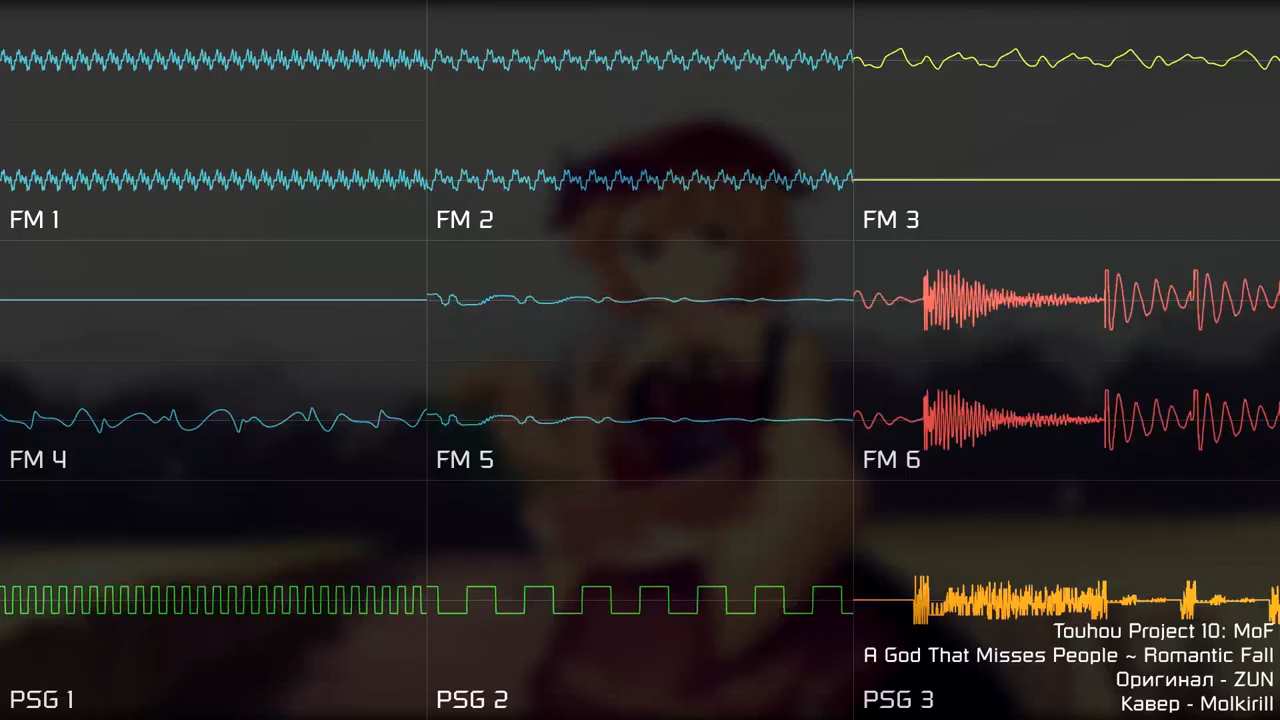 FM 1
FM 2
FM 3
FM 4
FM 5
FM 6
PSG 1
PSG 2
PSG 3
Touhou Project 10: MoF
A God That Misses People ~ Romantic Fall
Оригинал - ZUN
Кавер - Molkirill